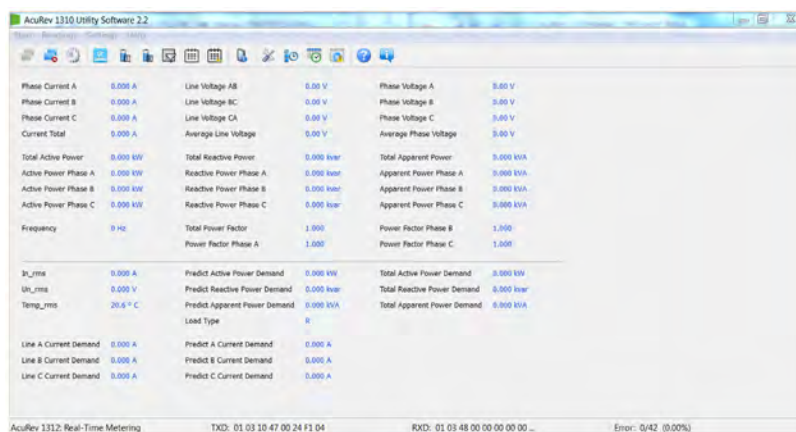 AcuRev 1310 Utility Software 2.2
Readings Settings Help
Phase Current A 0.000 A Line Voltage AB 0.00 V Phase Voltage A 0.00 V
Phase Current B 0.000 A Line Voltage BC 0.00 V Phase Voltage B 0.00 V
Phase Current C 0.000 A Line Voltage CA 0.00 V Phase Voltage C 0.00 V
Current Total 0.000 A Average Line Voltage 0.00 V Average Phase Voltage 0.00 V
Total Active Power 0.000 kW Total Reactive Power 0.000 kvar Total Apparent Power 0.000 kVA
Active Power Phase A 0.000 kW Reactive Power Phase A 0.000 kvar Apparent Power Phase A 0.000 kVA
Active Power Phase B 0.000 kW Reactive Power Phase B 0.000 kvar Apparent Power Phase B 0.000 kVA
Active Power Phase C 0.000 kW Reactive Power Phase C 0.000 kvar Apparent Power Phase C 0.000 kVA
Frequency 0 Hz Total Power Factor 1.000 Power Factor Phase B 1.000
Power Factor Phase A 1.000 Power Factor Phase C 1.000
In_rms 0.000 A Predict Active Power Demand 0.000 kW Total Active Power Demand 0.000 kW
Un_rms 0.000 V Predict Reactive Power Demand 0.000 kvar Total Reactive Power Demand 0.000 kvar
Temp_rms 20.6 º C Predict Apparent Power Demand 0.000 kVA Total Apparent Power Demand 0.000 kVA
Load Type R
Line A Current Demand 0.000 A Predict A Current Demand 0.000 A
Line B Current Demand 0.000 A Predict B Current Demand 0.000 A
Line C Current Demand 0.000 A Predict C Current Demand 0.000 A
AcuRev 1312: Real-Time Metering TXD: 01 03 10 47 00 24 F1 04 RXD: 01 03 48 00 00 00 00 00 ... Error: 0/42 (0.00%)